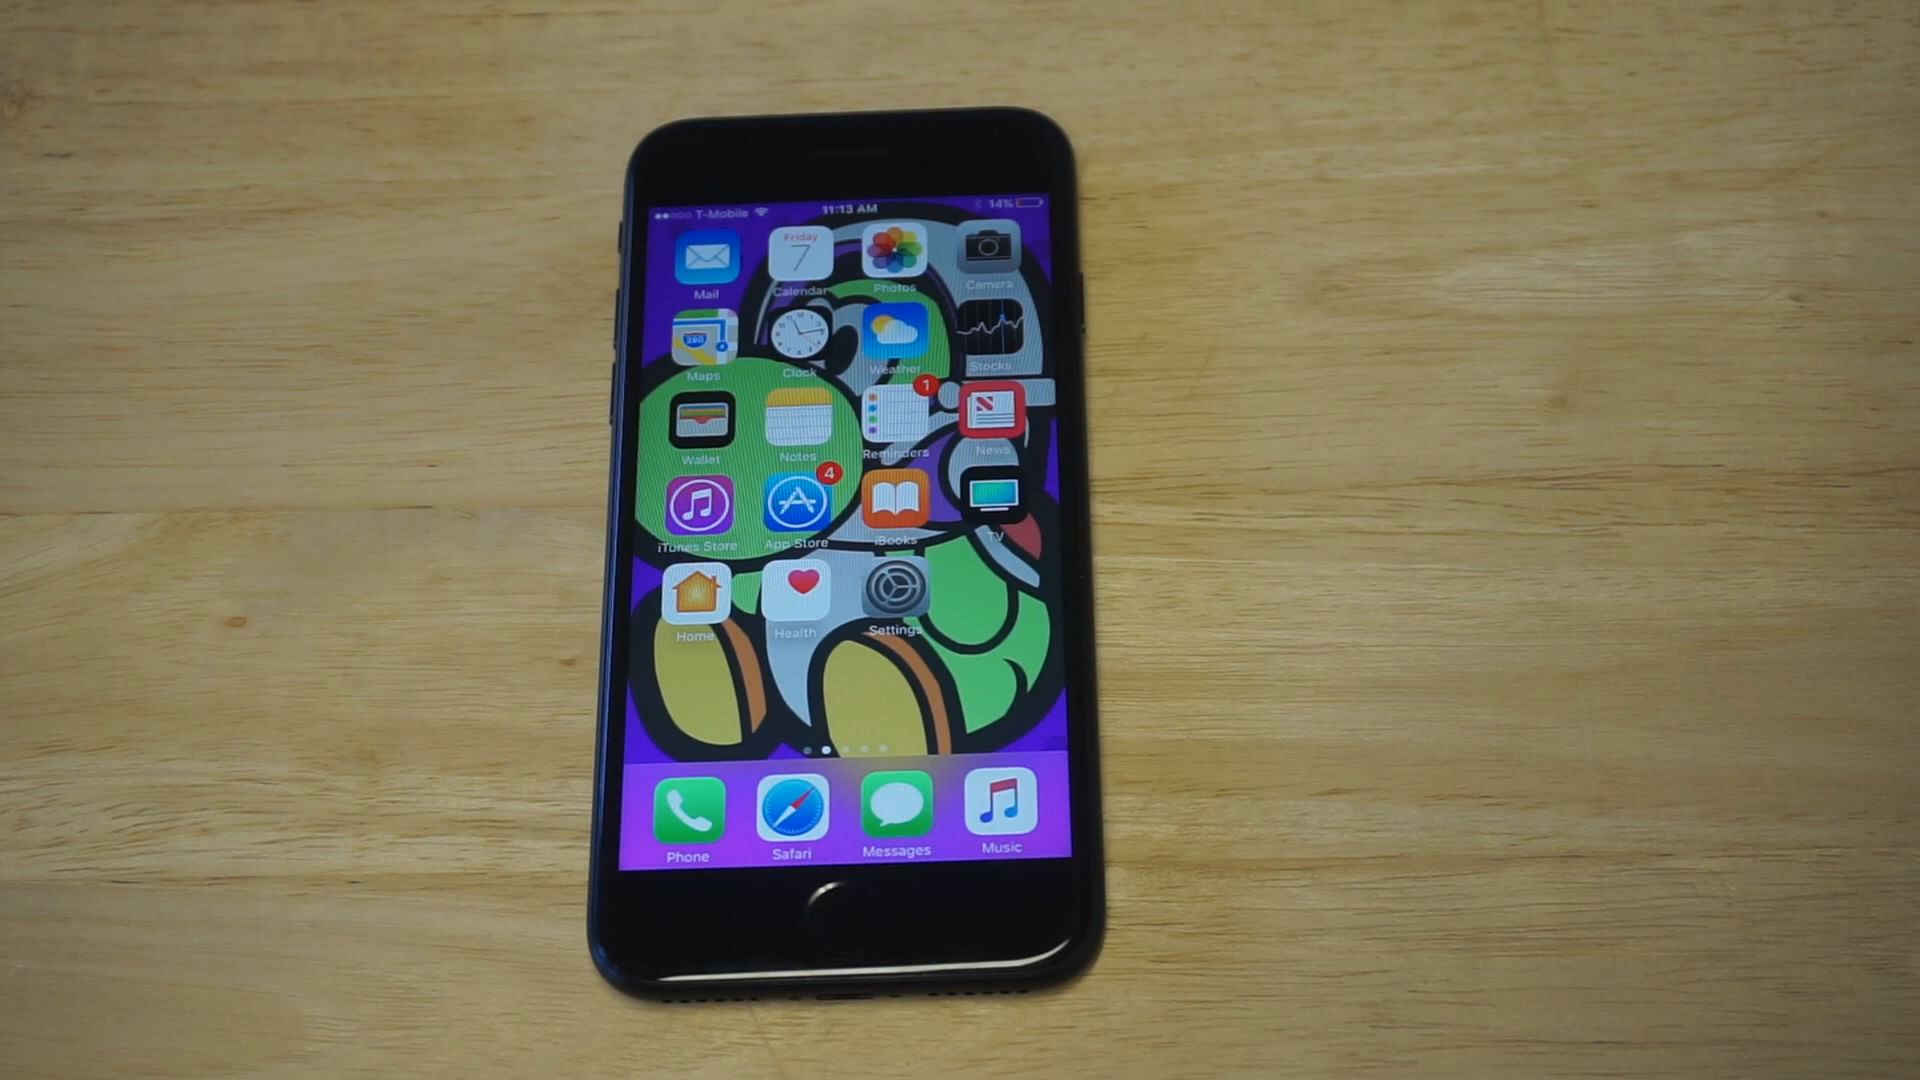 T-Mobile 11:13 AM 14%
Friday
7
Mail Calendar Photos Camera
280
Maps Clock Weather Stocks
1
Wallet Notes Reminders News
4
iTunes Store App Store iBooks TV
Home Health Settings
Phone Safari Messages Music